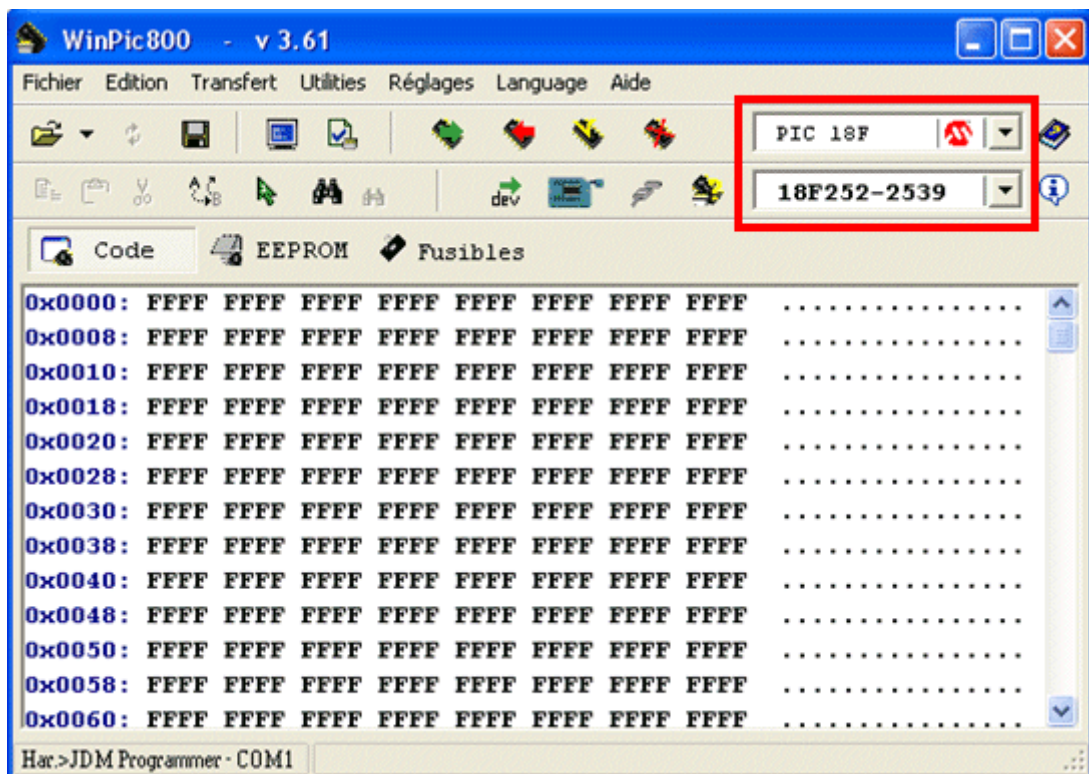 WinPic800 - v 3.61
Fichier Edition Transfert Utilities Réglages Language Aide
PIC 18F
dev
18F252-2539
Code EEPROM Fusibles
0x0000: FFFF FFFF FFFF FFFF FFFF FFFF FFFF FFFF ................
0x0008: FFFF FFFF FFFF FFFF FFFF FFFF FFFF FFFF ................
0x0010: FFFF FFFF FFFF FFFF FFFF FFFF FFFF FFFF ................
0x0018: FFFF FFFF FFFF FFFF FFFF FFFF FFFF FFFF ................
0x0020: FFFF FFFF FFFF FFFF FFFF FFFF FFFF FFFF ................
0x0028: FFFF FFFF FFFF FFFF FFFF FFFF FFFF FFFF ................
0x0030: FFFF FFFF FFFF FFFF FFFF FFFF FFFF FFFF ................
0x0038: FFFF FFFF FFFF FFFF FFFF FFFF FFFF FFFF ................
0x0040: FFFF FFFF FFFF FFFF FFFF FFFF FFFF FFFF ................
0x0048: FFFF FFFF FFFF FFFF FFFF FFFF FFFF FFFF ................
0x0050: FFFF FFFF FFFF FFFF FFFF FFFF FFFF FFFF ................
0x0058: FFFF FFFF FFFF FFFF FFFF FFFF FFFF FFFF ................
0x0060: FFFF FFFF FFFF FFFF FFFF FFFF FFFF FFFF ................
Har.>JDM Programmer - COM1